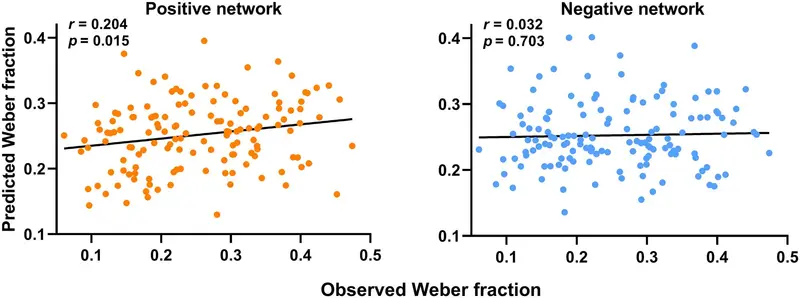 Positive network
r = 0.204
p = 0.015
Predicted Weber fraction
0.4
0.3
0.2
0.1
0.1 0.2 0.3 0.4 0.5
Negative network
r = 0.032
p = 0.703
0.4
0.3
0.2
0.1
0.1 0.2 0.3 0.4 0.5
Observed Weber fraction